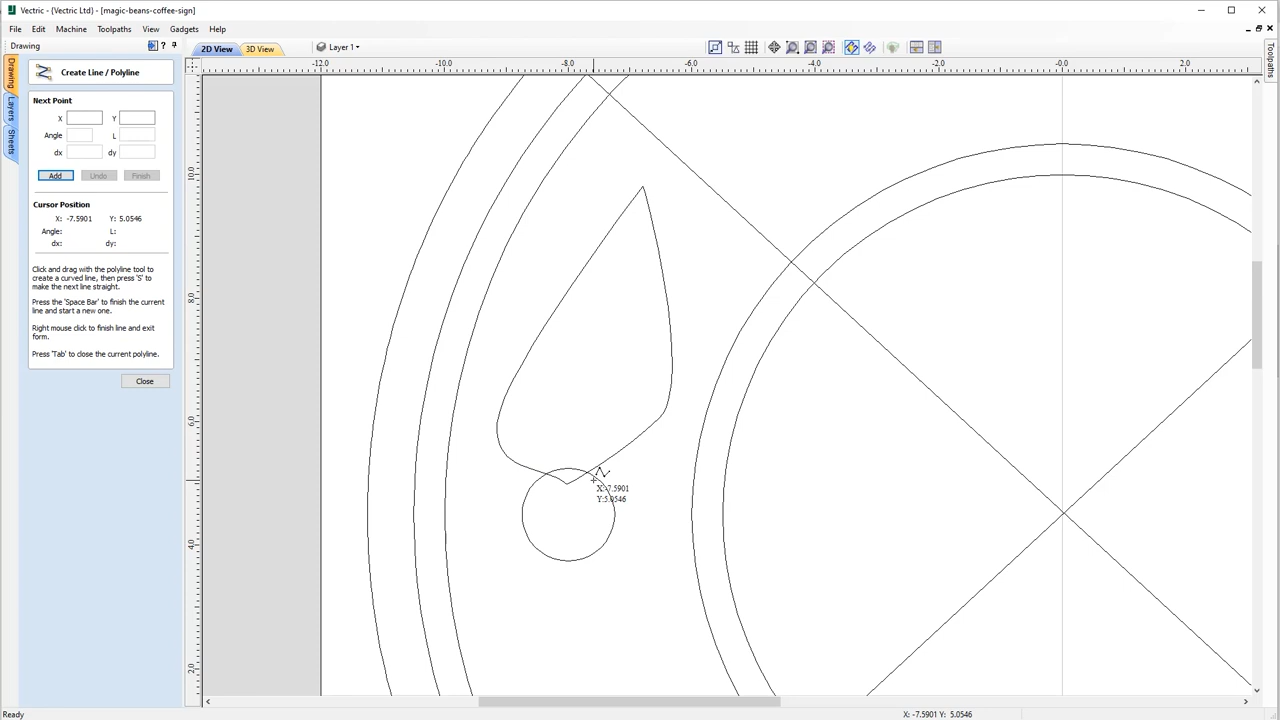 Vectric - {Vectric Ltd} - [magic-beans-coffee-sign]
File Edit Machine Toolpaths View Gadgets Help
Drawing
2D View 3D View Layer 1
Toolpaths
Drawing
Layers
Sheets
Create Line / Polyline
Next Point
X Y
Angle L
dx dy
Add Undo Finish
Cursor Position
X: -7.5901 Y: 5.0546
Angle: L:
dx: dy:
Click and drag with the polyline tool to
create a curved line, then press 'S' to
make the next line straight.
Press the 'Space Bar' to finish the current
line and start a new one.
Right mouse click to finish line and exit
form.
Press 'Tab' to close the current polyline.
Close
-12.0 -10.0 -8.0 -6.0 -4.0 -2.0 -0.0 2.0
10.0
8.0
6.0
4.0
2.0
X:-7.5901
Y:5.0546
Ready X: -7.5901 Y: 5.0546